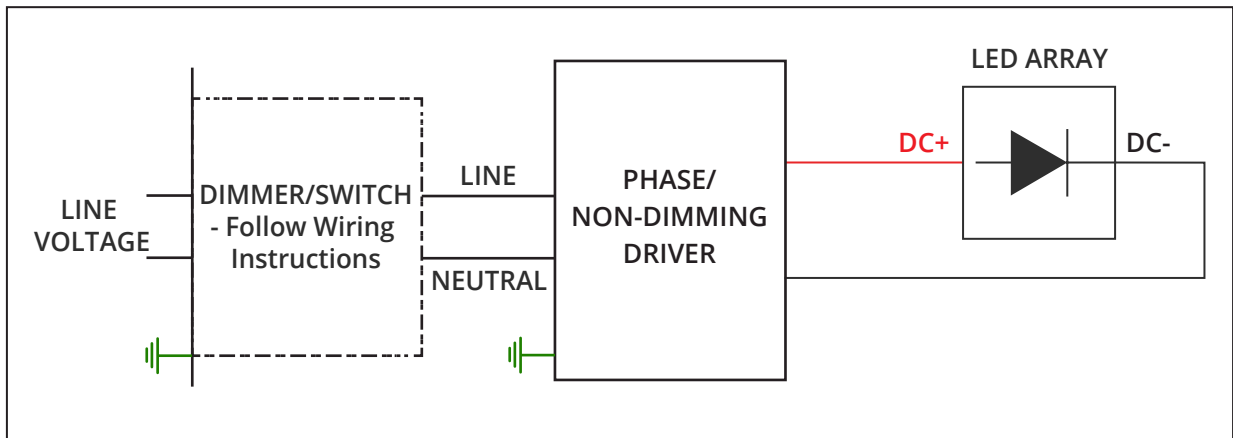 LINE
VOLTAGE
DIMMER/SWITCH
- Follow Wiring
Instructions
LINE
NEUTRAL
PHASE/
NON-DIMMING
DRIVER
LED ARRAY
DC+
DC-